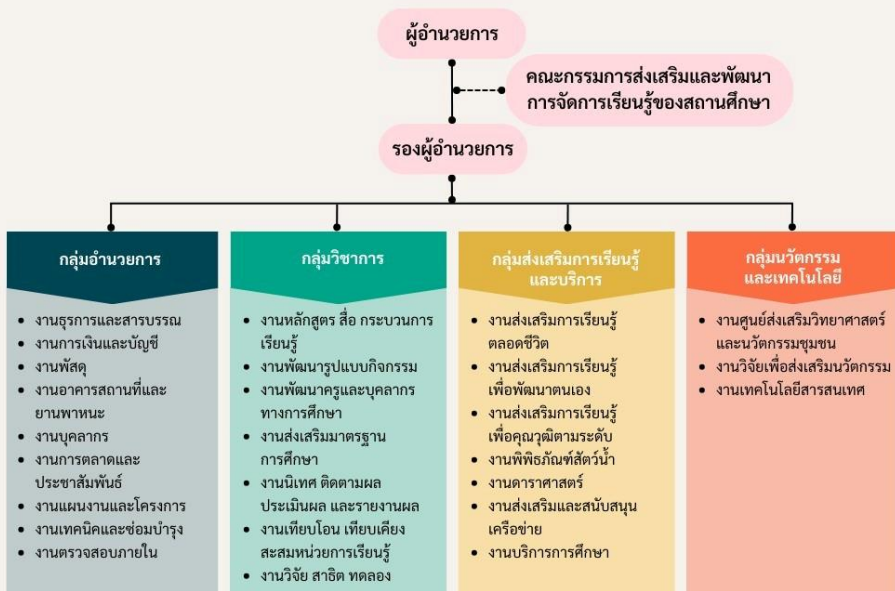 ผู้อำนวยการ
คณะกรรมการส่งเสริมและพัฒนา
การจัดการเรียนรู้ของสถานศึกษา
รองผู้อำนวยการ
กลุ่มอำนวยการ
• งานธุรการและสารบรรณ
• งานการเงินและบัญชี
• งานพัสดุ
• งานอาคารสถานที่และ
ยานพาหนะ
• งานบุคลากร
• งานการตลาดและ
ประชาสัมพันธ์
• งานแผนงานและโครงการ
• งานเทคนิคและซ่อมบำรุง
• งานตรวจสอบภายใน
กลุ่มวิชาการ
• งานหลักสูตร สื่อ กระบวนการ
เรียนรู้
• งานพัฒนารูปแบบกิจกรรม
• งานพัฒนาครูและบุคลากร
ทางการศึกษา
• งานส่งเสริมมาตรฐาน
การศึกษา
• งานนิเทศ ติดตามผล
ประเมินผล และรายงานผล
• งานเทียบโอน เทียบเคียง
สะสมหน่วยการเรียนรู้
• งานวิจัย สาธิต ทดลอง
กลุ่มส่งเสริมการเรียนรู้
และบริการ
• งานส่งเสริมการเรียนรู้
ตลอดชีวิต
• งานส่งเสริมการเรียนรู้
เพื่อพัฒนาตนเอง
• งานส่งเสริมการเรียนรู้
เพื่อคุณวุฒิตามระดับ
• งานพิพิธภัณฑ์สัตว์น้ำ
• งานดาราศาสตร์
• งานส่งเสริมและสนับสนุน
เครือข่าย
• งานบริการการศึกษา
กลุ่มนวัตกรรม
และเทคโนโลยี
• งานศูนย์ส่งเสริมวิทยาศาสตร์
และนวัตกรรมชุมชน
• งานวิจัยเพื่อส่งเสริมนวัตกรรม
• งานเทคโนโลยีสารสนเทศ